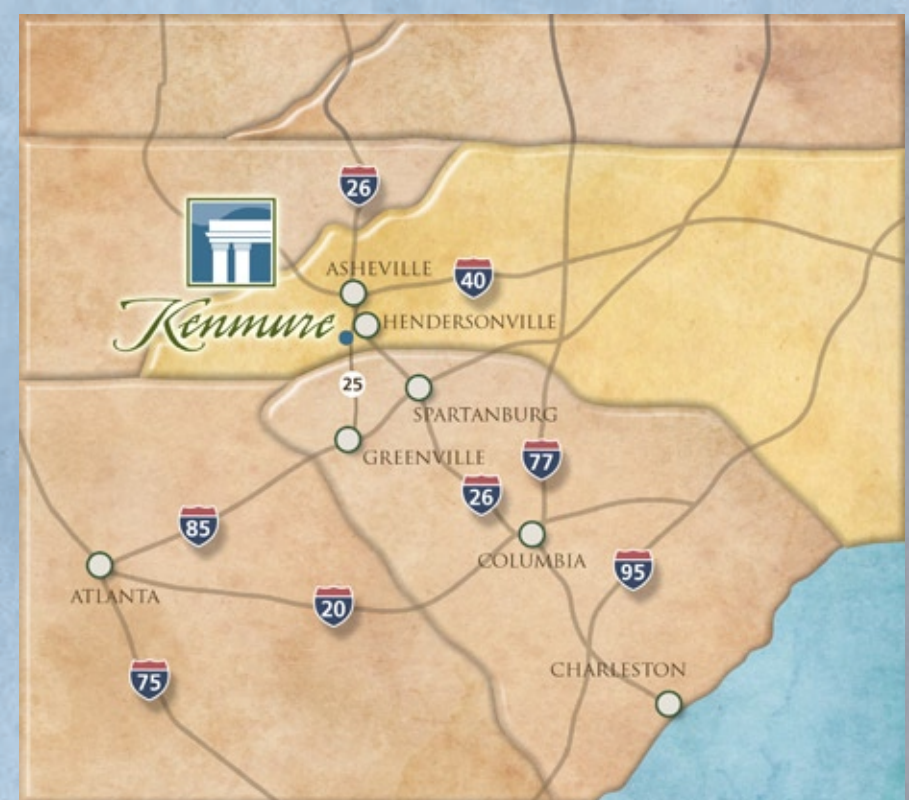 26
ASHEVILLE
40
Kenmure
HENDERSONVILLE
25
SPARTANBURG
GREENVILLE
77
26
85
COLUMBIA
95
ATLANTA
20
CHARLESTON
75